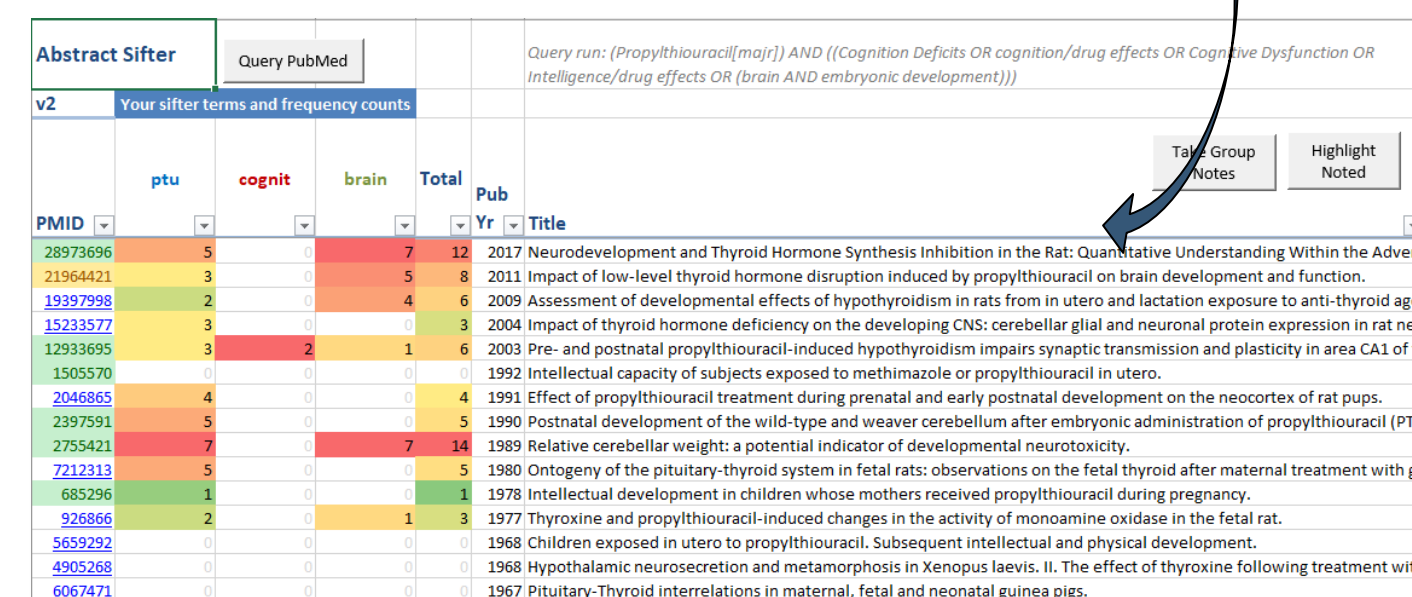 Abstract Sifter
Query PubMed
Query run: (Propylthiouracil[majr]) AND ((Cognition Deficits OR cognition/drug effects OR Cognitive Dysfunction OR
Intelligence/drug effects OR (brain AND embryonic development)))
v2 Your sifter terms and frequency counts
Take Group
Notes
Highlight
Noted
PMID ptu cognit brain Total Pub
Yr Title
28973696 5 0 7 12 2017 Neurodevelopment and Thyroid Hormone Synthesis Inhibition in the Rat: Quantitative Understanding Within the Adve
21964421 3 0 5 8 2011 Impact of low-level thyroid hormone disruption induced by propylthiouracil on brain development and function.
19397998 2 0 4 6 2009 Assessment of developmental effects of hypothyroidism in rats from in utero and lactation exposure to anti-thyroid ag
15233577 3 0 0 3 2004 Impact of thyroid hormone deficiency on the developing CNS: cerebellar glial and neuronal protein expression in rat ne
12933695 3 2 1 6 2003 Pre- and postnatal propylthiouracil-induced hypothyroidism impairs synaptic transmission and plasticity in area CA1 of
1505570 0 0 0 0 1992 Intellectual capacity of subjects exposed to methimazole or propylthiouracil in utero.
2046865 4 0 0 4 1991 Effect of propylthiouracil treatment during prenatal and early postnatal development on the neocortex of rat pups.
2397591 5 0 0 5 1990 Postnatal development of the wild-type and weaver cerebellum after embryonic administration of propylthiouracil (PT
2755421 7 0 7 14 1989 Relative cerebellar weight: a potential indicator of developmental neurotoxicity.
7212313 5 0 0 5 1980 Ontogeny of the pituitary-thyroid system in fetal rats: observations on the fetal thyroid after maternal treatment with g
685296 1 0 0 1 1978 Intellectual development in children whose mothers received propylthiouracil during pregnancy.
926866 2 0 1 3 1977 Thyroxine and propylthiouracil-induced changes in the activity of monoamine oxidase in the fetal rat.
5659292 0 0 0 0 1968 Children exposed in utero to propylthiouracil. Subsequent intellectual and physical development.
4905268 0 0 0 0 1968 Hypothalamic neurosecretion and metamorphosis in Xenopus laevis. II. The effect of thyroxine following treatment wit
6067471 0 0 0 0 1967 Pituitary-Thyroid interrelations in maternal, fetal and neonatal guinea pigs.